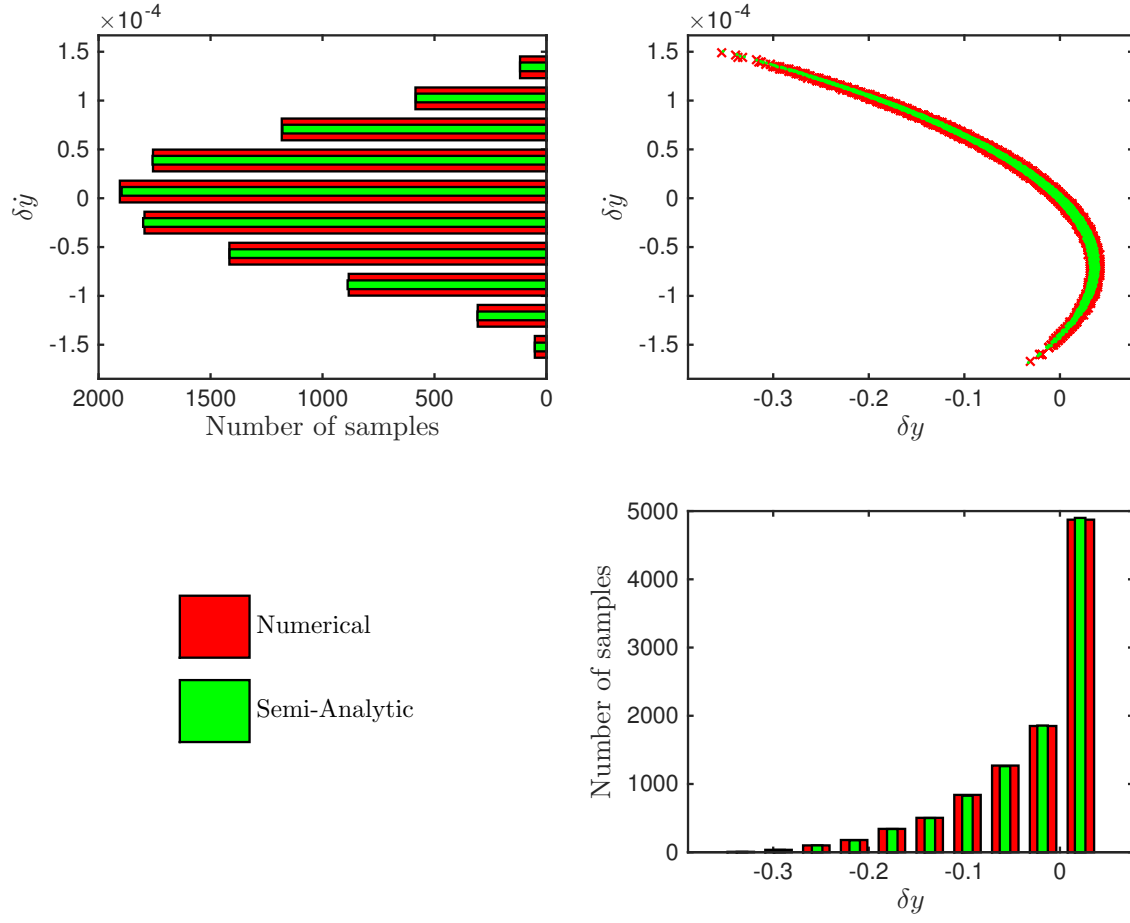 ×10⁻⁴
1.5
1
0.5
0
-0.5
-1
-1.5
δẏ
2000 1500 1000 500 0
Number of samples
×10⁻⁴
1.5
1
0.5
0
-0.5
-1
-1.5
δẏ
-0.3 -0.2 -0.1 0
δy
Numerical
Semi-Analytic
5000
4000
3000
2000
1000
0
Number of samples
-0.3 -0.2 -0.1 0
δy